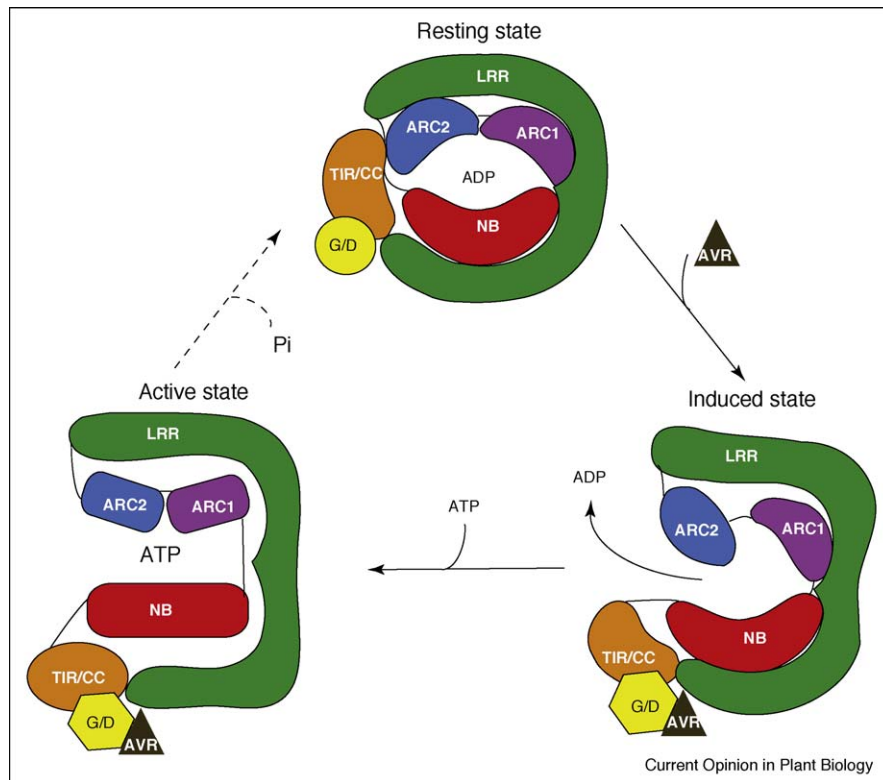 Resting state
LRR
ARC2
ARC1
TIR/CC
ADP
NB
G/D
AVR
Pi
Active state
LRR
ARC2
ARC1
ATP
NB
TIR/CC
G/D
AVR
ATP
ADP
Induced state
LRR
ARC2
ARC1
NB
TIR/CC
G/D
AVR
Current Opinion in Plant Biology